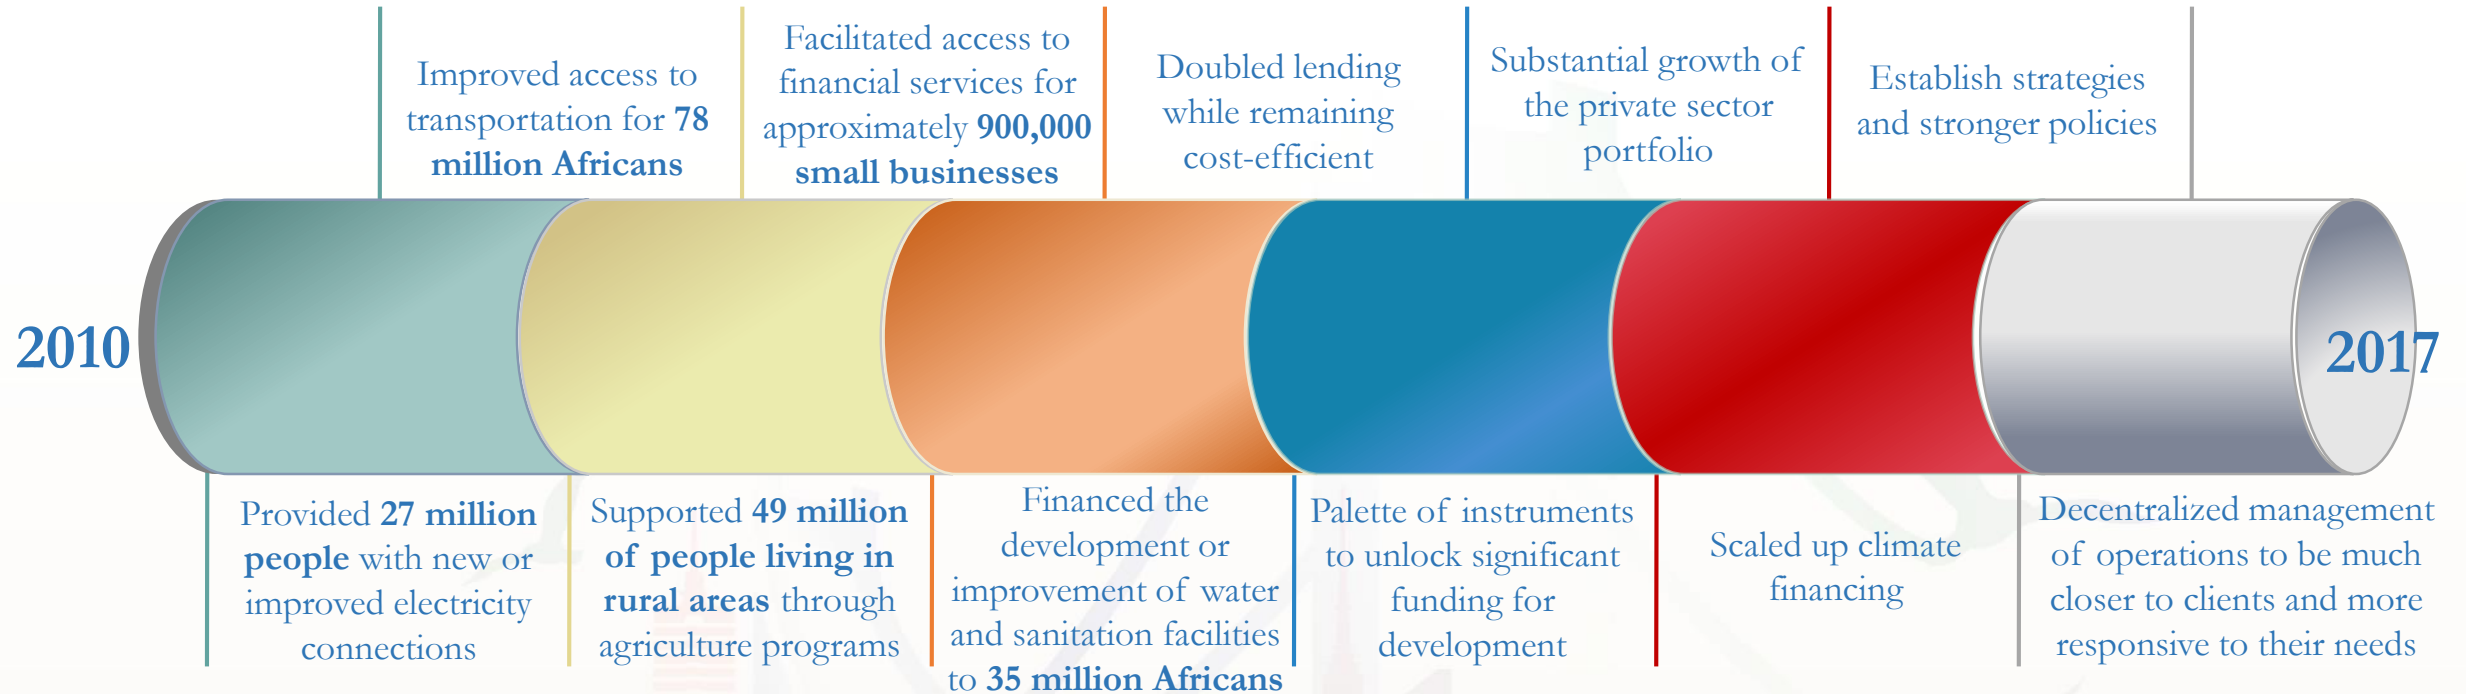 Improved access to
transportation for 78
million Africans
Facilitated access to
financial services for
approximately 900,000
small businesses
Doubled lending
while remaining
cost-efficient
Substantial growth of
the private sector
portfolio
Establish strategies
and stronger policies
2010
2017
Provided 27 million
people with new or
improved electricity
connections
Supported 49 million
of people living in
rural areas through
agriculture programs
Financed the
development or
improvement of water
and sanitation facilities
to 35 million Africans
Palette of instruments
to unlock significant
funding for
development
Scaled up climate
financing
Decentralized management
of operations to be much
closer to clients and more
responsive to their needs